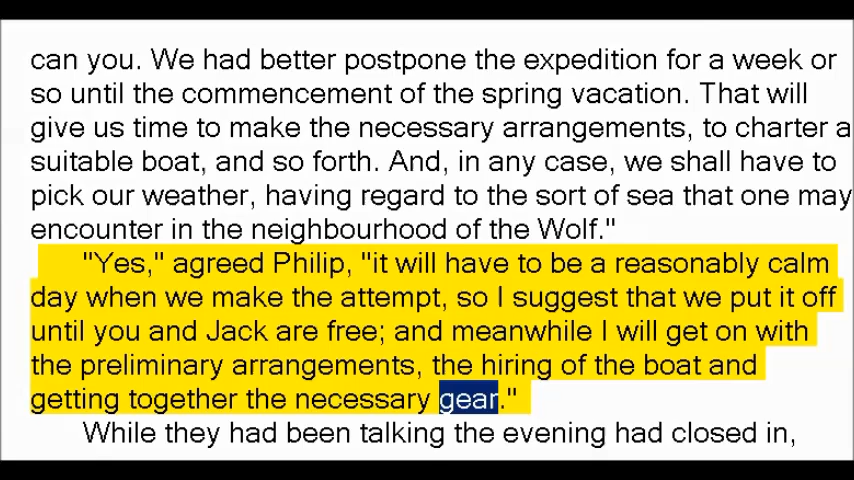 can you. We had better postpone the expedition for a week or
so until the commencement of the spring vacation. That will
give us time to make the necessary arrangements, to charter a
suitable boat, and so forth. And, in any case, we shall have to
pick our weather, having regard to the sort of sea that one may
encounter in the neighbourhood of the Wolf."
"Yes," agreed Philip, "it will have to be a reasonably calm
day when we make the attempt, so I suggest that we put it off
until you and Jack are free; and meanwhile I will get on with
the preliminary arrangements, the hiring of the boat and
getting together the necessary gear."
While they had been talking the evening had closed in,